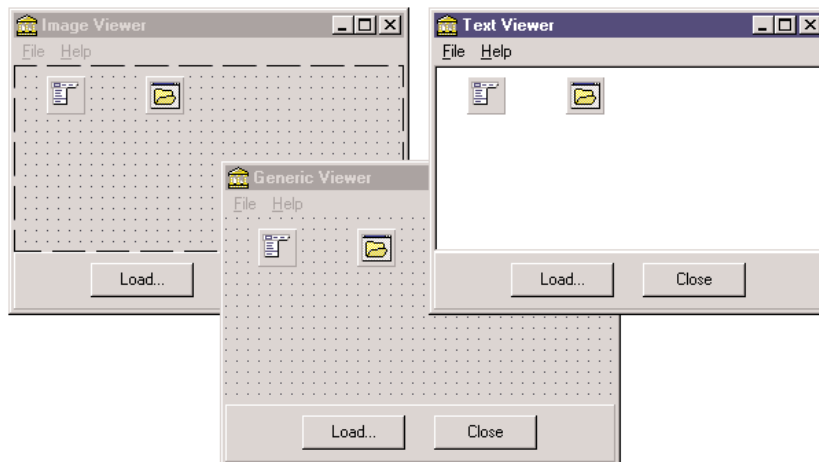 Image Viewer
File Help
Load...
Text Viewer
File Help
Load... Close
Generic Viewer
File Help
Load... Close